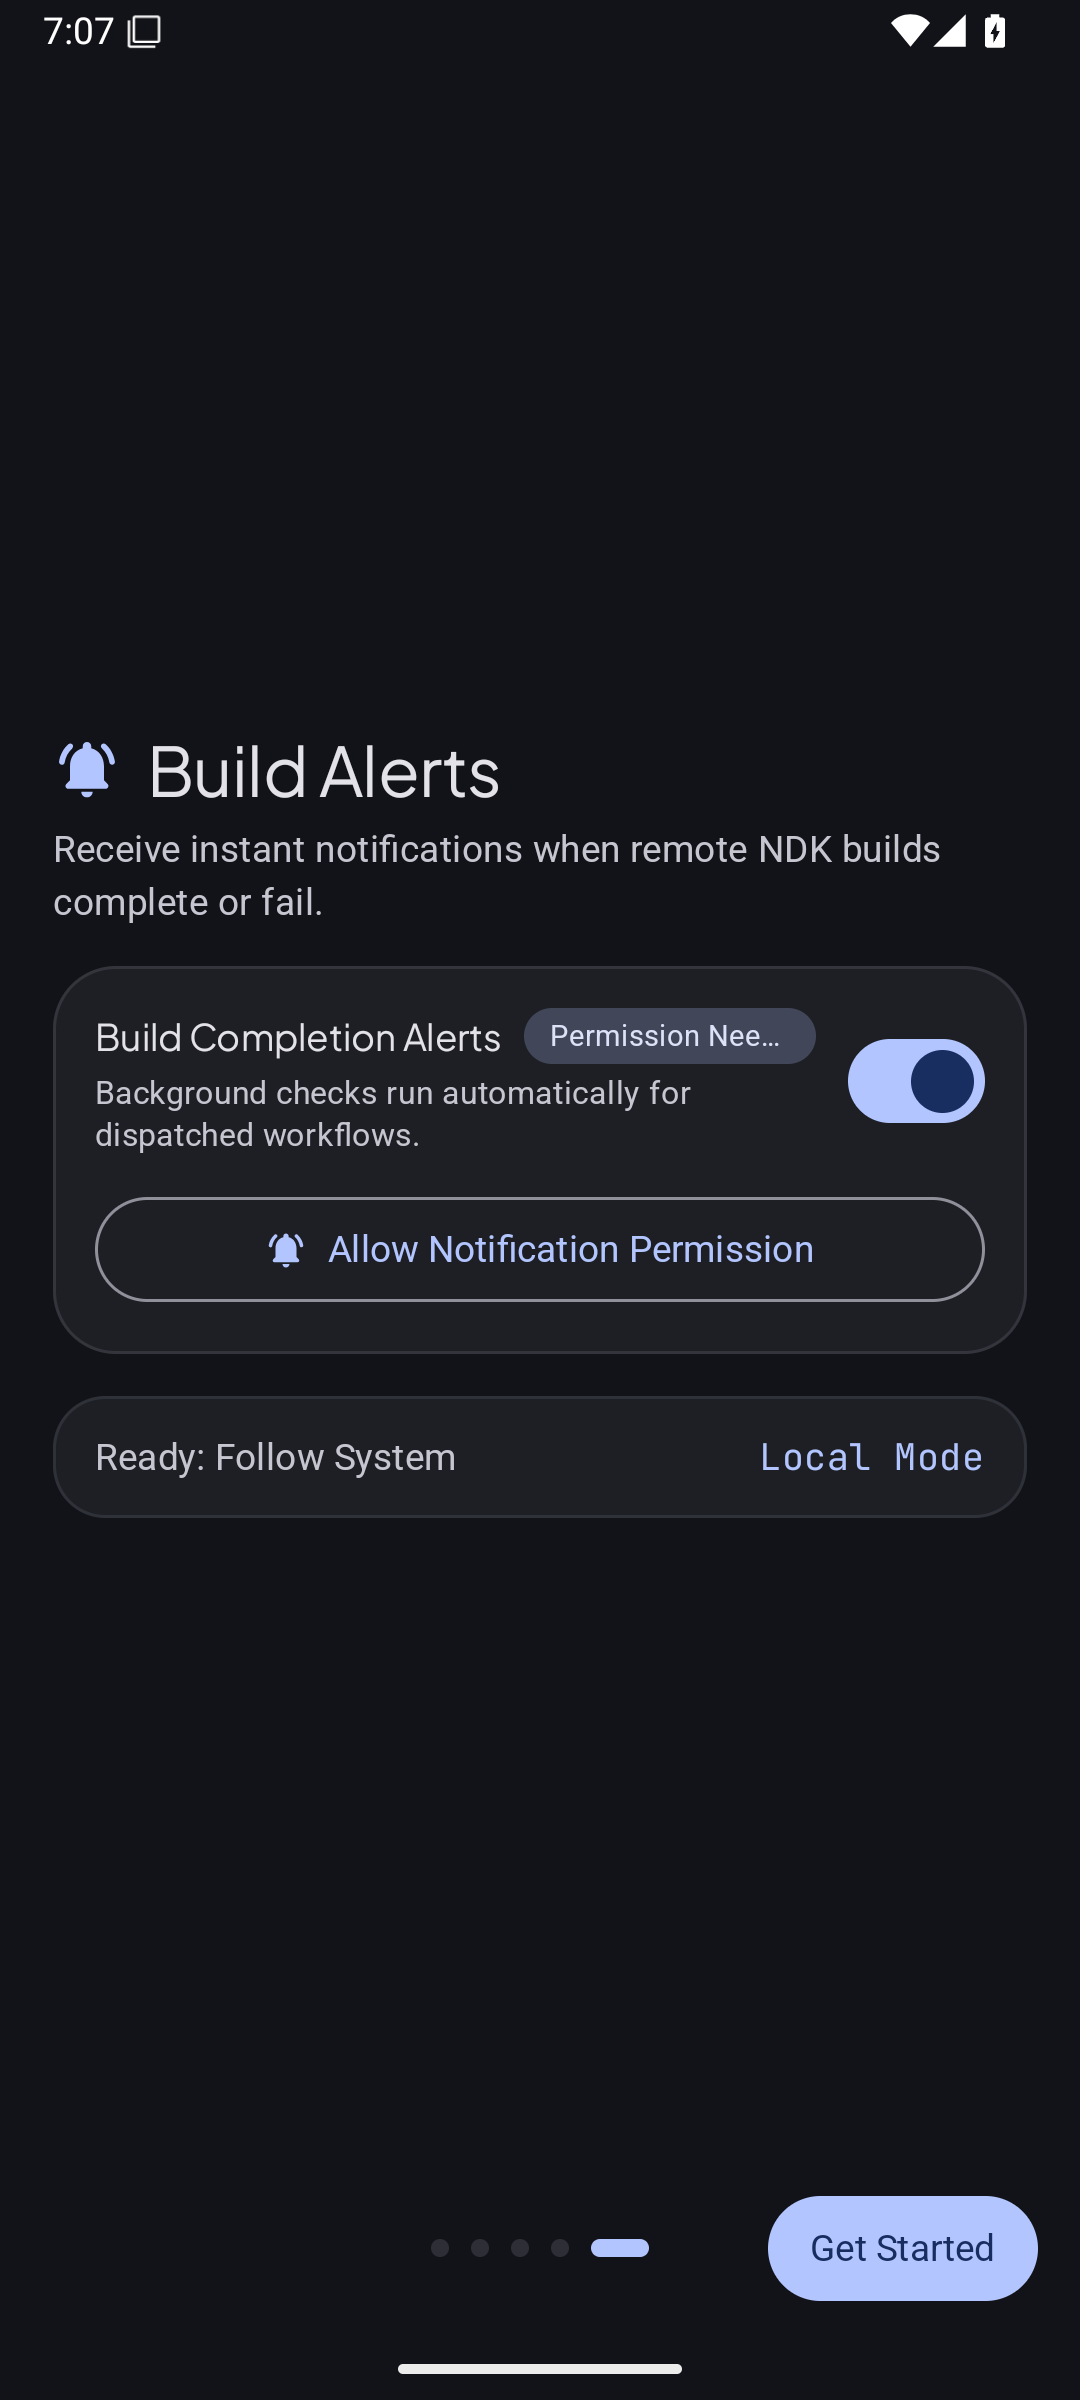 7:07
Build Alerts
Receive instant notifications when remote NDK builds
complete or fail.
Build Completion Alerts
Permission Nee...
Background checks run automatically for
dispatched workflows.
Allow Notification Permission
Ready: Follow System
Local Mode
Get Started